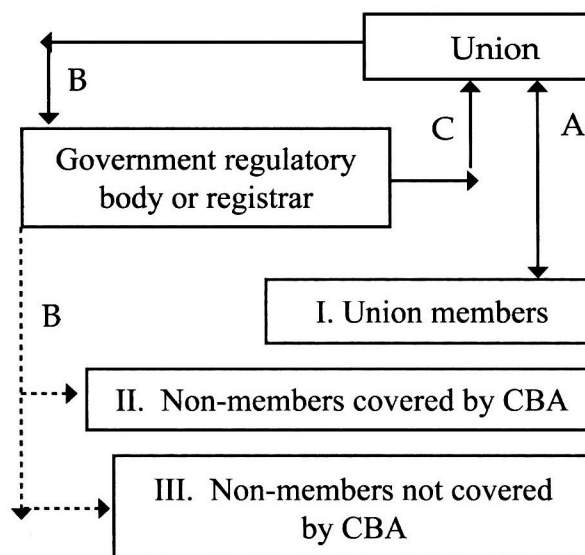 Union
B
C
A
Government regulatory
body or registrar
B
I. Union members
II. Non-members covered by CBA
III. Non-members not covered
by CBA